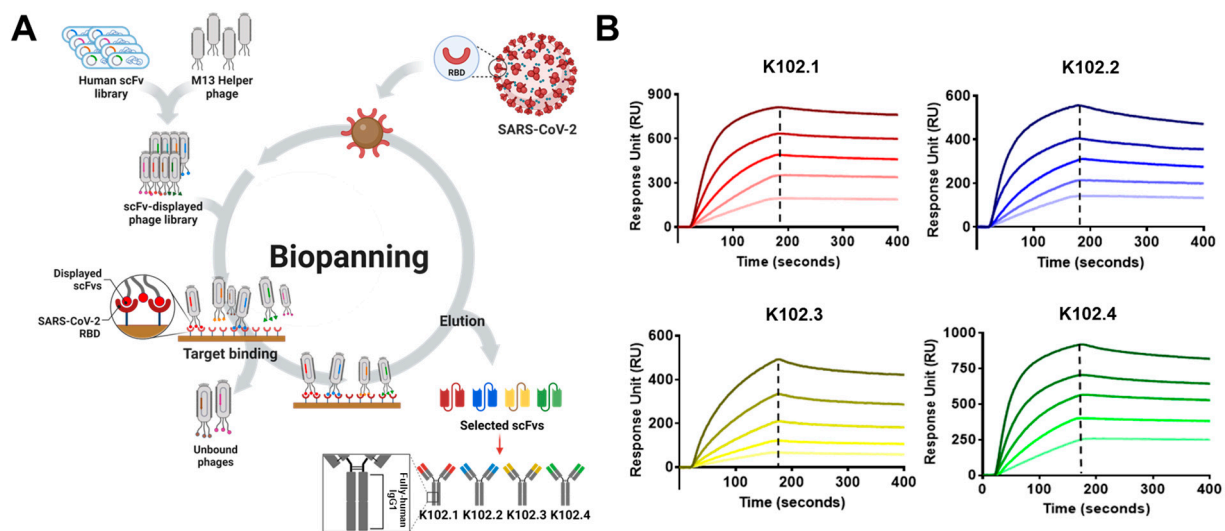 A
Human scFv
library
M13 Helper
phage
RBD
SARS-CoV-2
scFv-displayed
phage library
Biopanning
Displayed
scFvs
SARS-CoV-2
RBD
Target binding
Unbound
phages
Elution
Selected scFvs
Fully-human
IgG1
K102.1 K102.2 K102.3 K102.4
B
K102.1
Response Unit (RU)
900
600
300
0
100 200 300 400
Time (seconds)
K102.2
Response Unit (RU)
600
400
200
0
100 200 300 400
Time (seconds)
K102.3
Response Unit (RU)
600
400
200
0
100 200 300 400
Time (seconds)
K102.4
Response Unit (RU)
1000
750
500
250
0
0 100 200 300 400
Time (seconds)